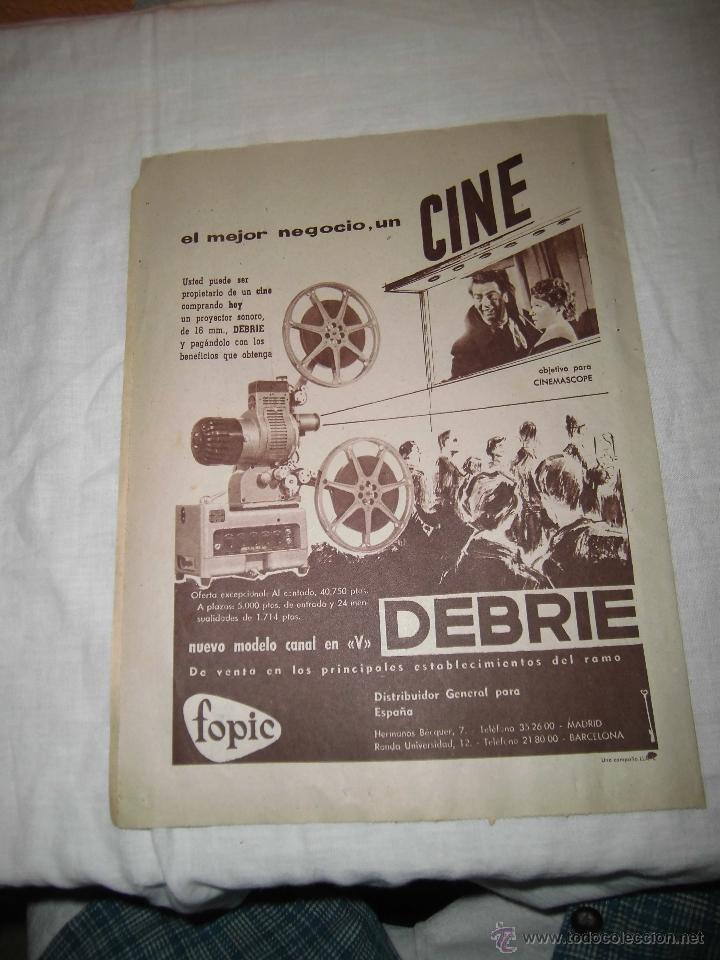 el mejor negocio, un CINE
Usted puede ser
propietario de un cine
comprando hoy
un proyector sonoro,
de 16 mm., DEBRIE
y pagándolo con los
beneficios que obtenga
objetivo para
CINEMASCOPE
Oferta excepcional: Al contado, 40.750 ptas.
A plazos: 5.000 ptas. de entrada y 24 men-
sualidades de 1.714 ptas.
nuevo modelo canal en «V»
DEBRIE
De venta en los principales establecimientos del ramo
fopic
Distribuidor General para
España
Hermanos Bécquer, 7. - Teléfono 35 26 00 - MADRID
Ronda Universidad, 12. - Teléfono 21 80 00 - BARCELONA
Una campaña
© www.todocoleccion.net